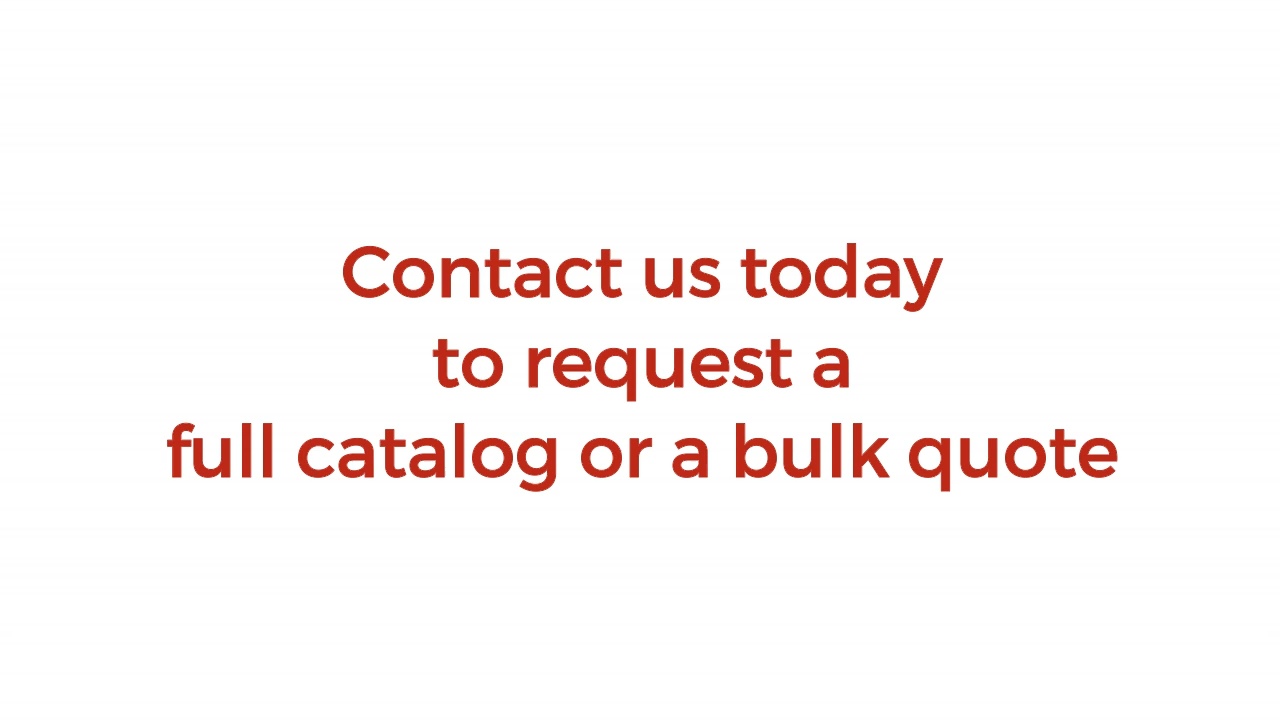 Contact us today
to request a
full catalog or a bulk quote